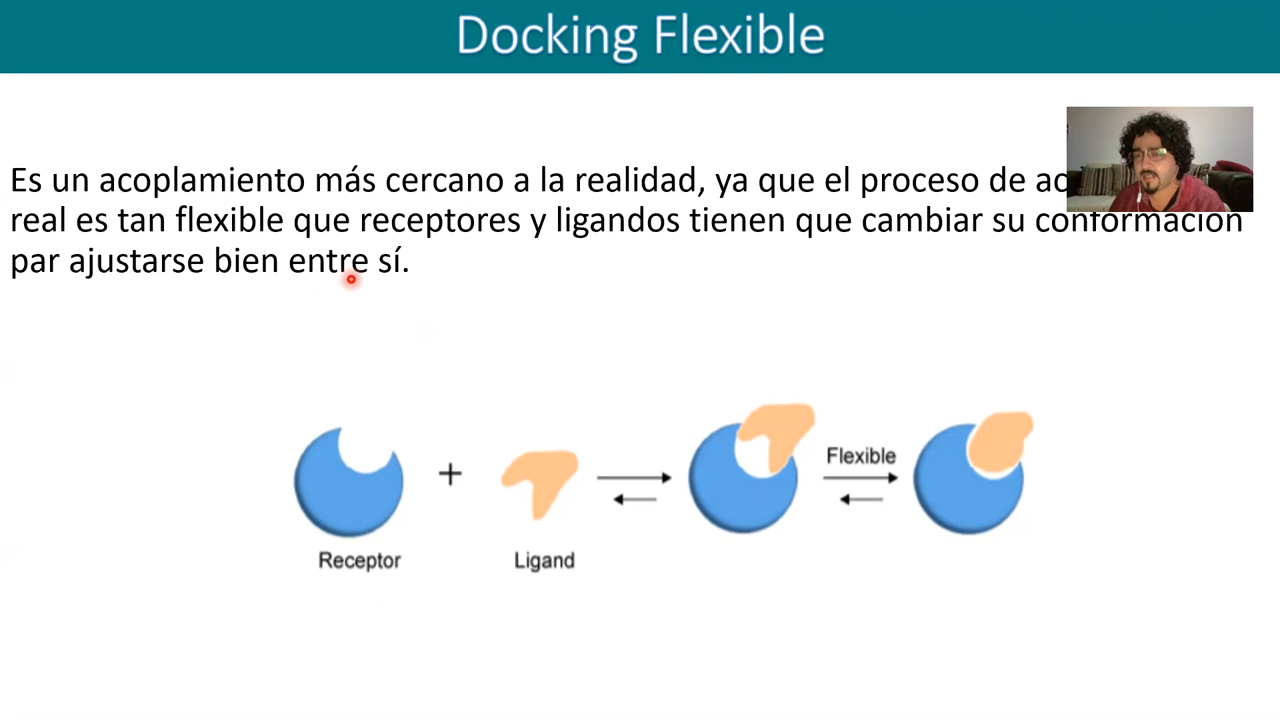 Docking Flexible
Es un acoplamiento más cercano a la realidad, ya que el proceso de
real es tan flexible que receptores y ligandos tienen que cambiar su conformación
par ajustarse bien entre sí.
Flexible
+
Receptor
Ligand